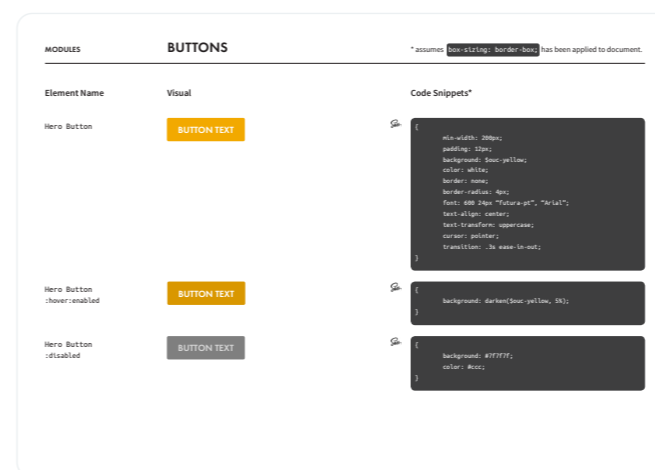 MODULES
BUTTONS
* assumes box-sizing: border-box; has been applied to document.
Element Name
Visual
Code Snippets*
Hero Button
BUTTON TEXT
{
min-width: 200px;
padding: 12px;
background: $ouc-yellow;
color: white;
border: none;
border-radius: 4px;
font: 600 24px "futura-pt", "Arial";
text-align: center;
text-transform: uppercase;
cursor: pointer;
transition: .3s ease-in-out;
}
Hero Button
:hover:enabled
BUTTON TEXT
{
background: darken($ouc-yellow, 5%);
}
Hero Button
:disabled
BUTTON TEXT
{
background: #7f7f7f;
color: #ccc;
}